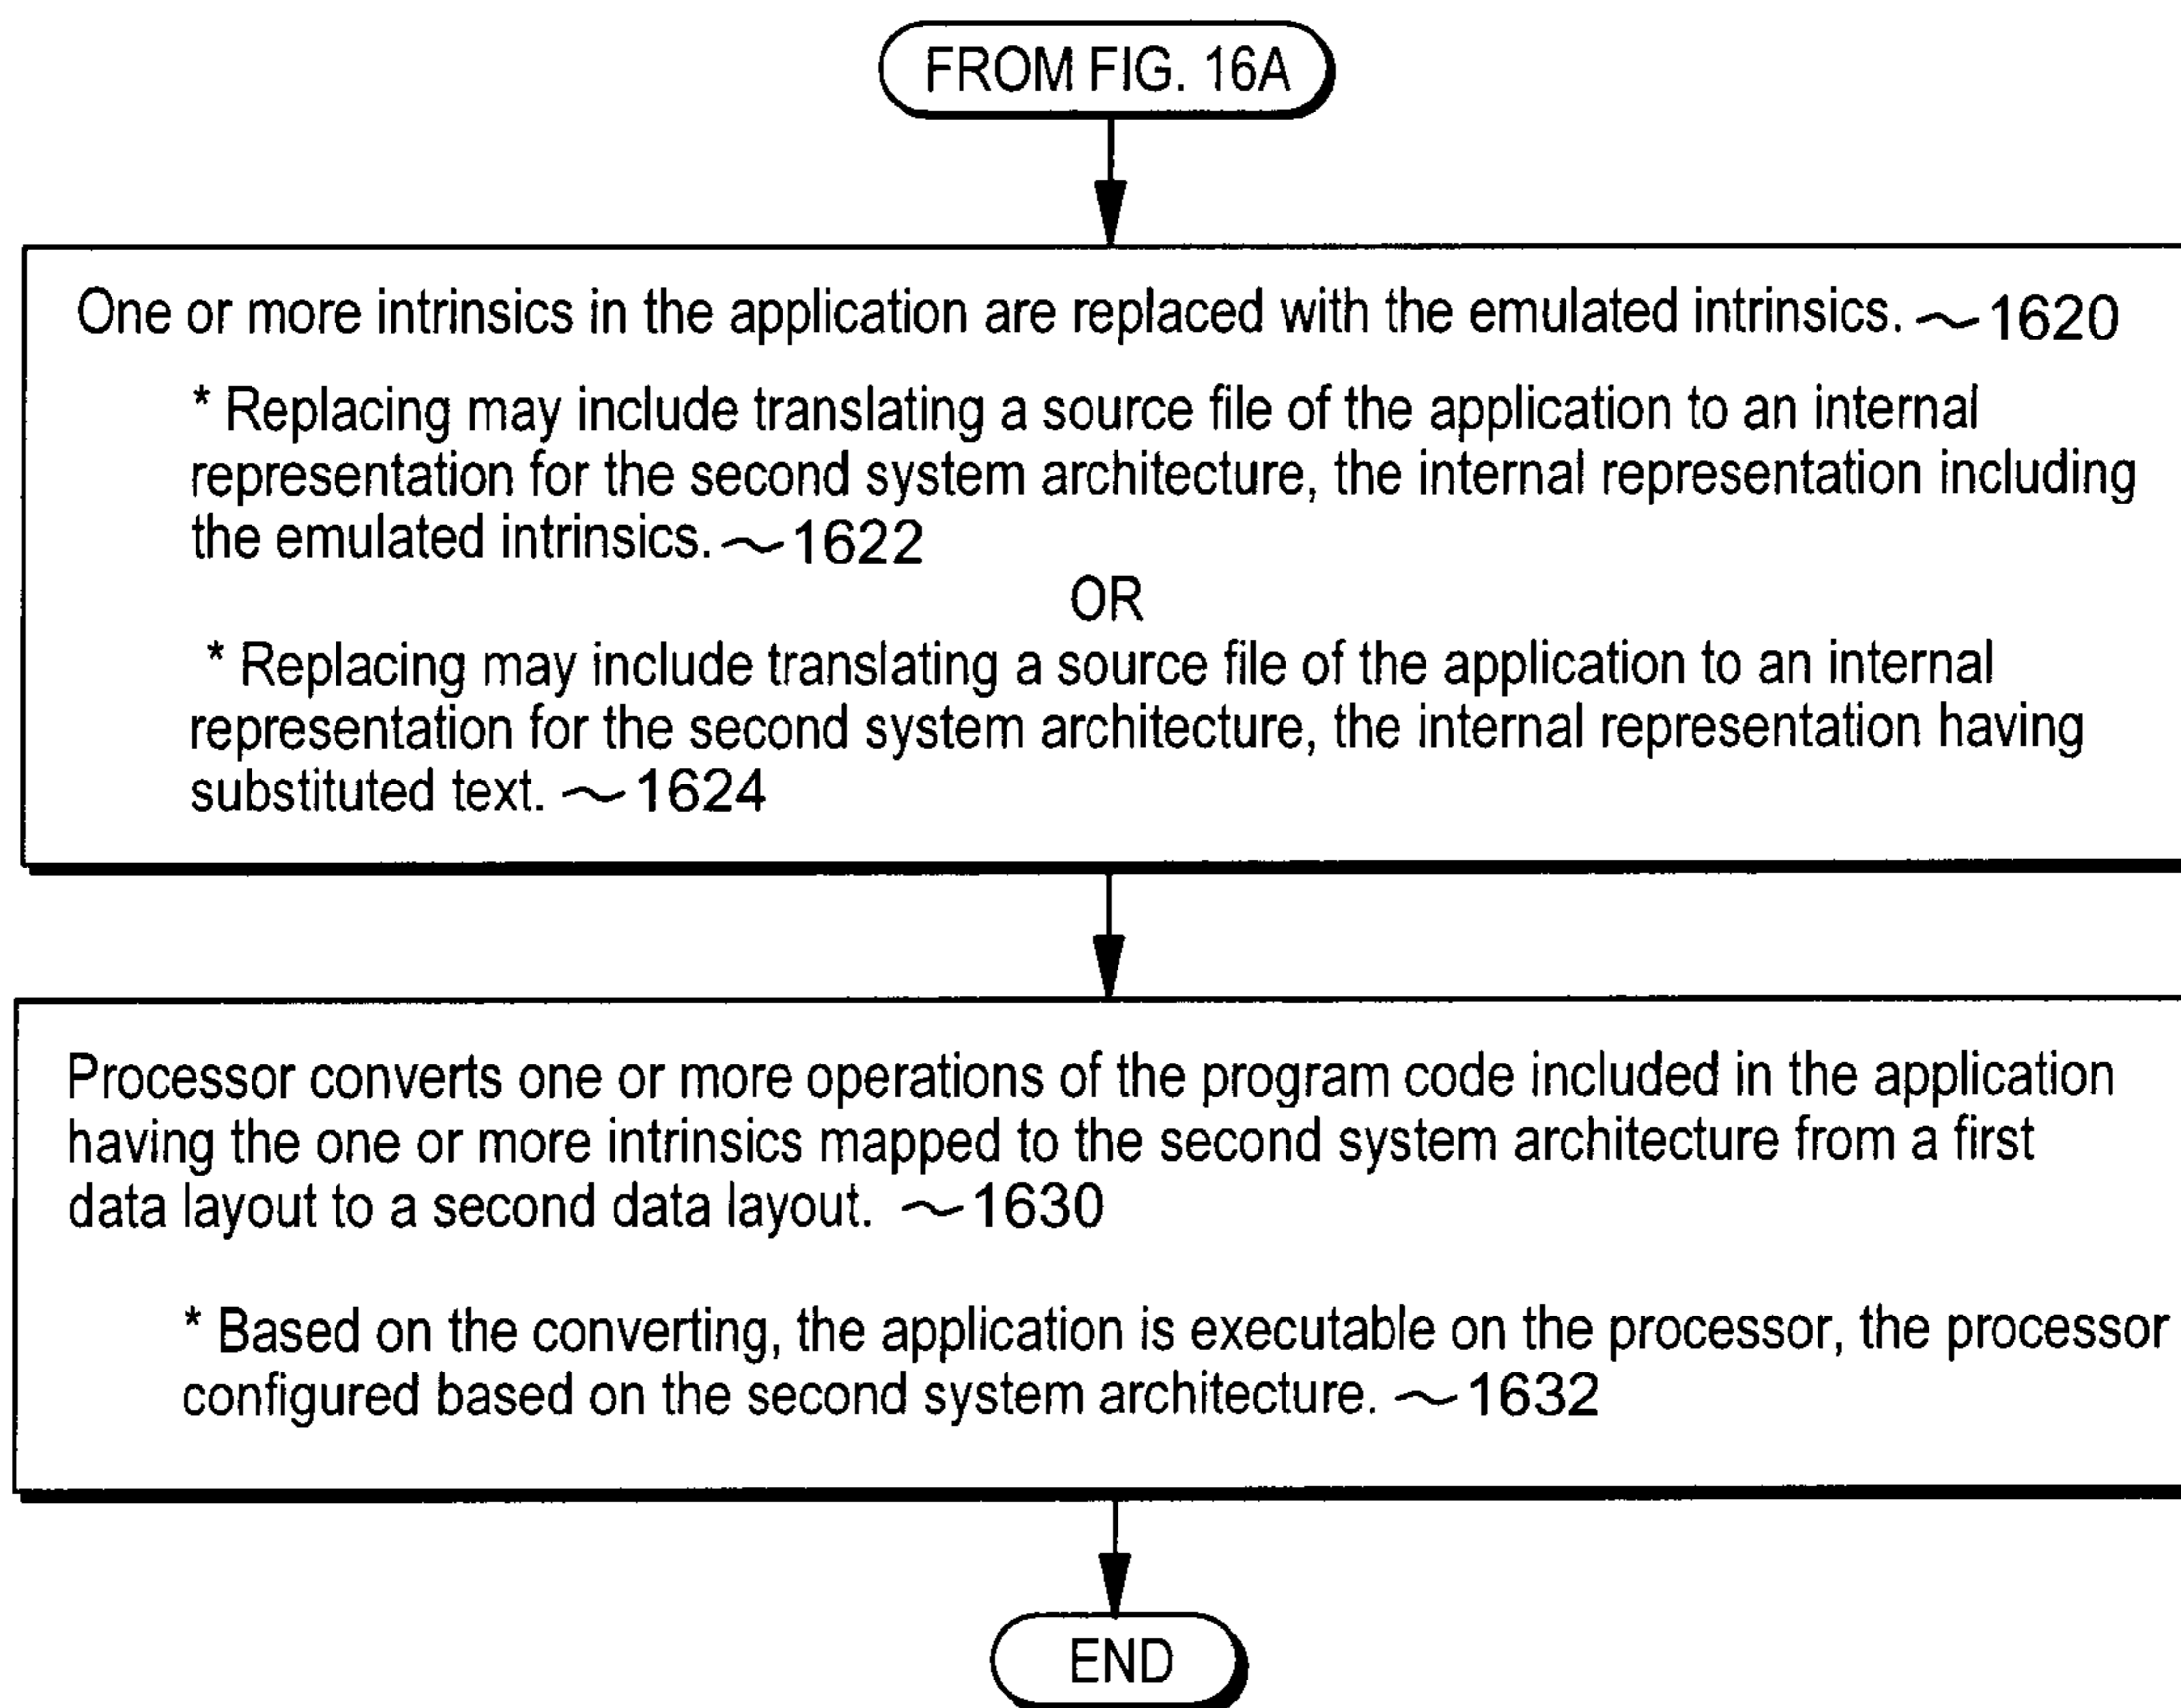 FROM FIG. 16A
One or more intrinsics in the application are replaced with the emulated intrinsics. ~1620
* Replacing may include translating a source file of the application to an internal
representation for the second system architecture, the internal representation including
the emulated intrinsics. ~1622
OR
* Replacing may include translating a source file of the application to an internal
representation for the second system architecture, the internal representation having
substituted text. ~1624
Processor converts one or more operations of the program code included in the application
having the one or more intrinsics mapped to the second system architecture from a first
data layout to a second data layout. ~1630
* Based on the converting, the application is executable on the processor, the processor
configured based on the second system architecture. ~1632
END